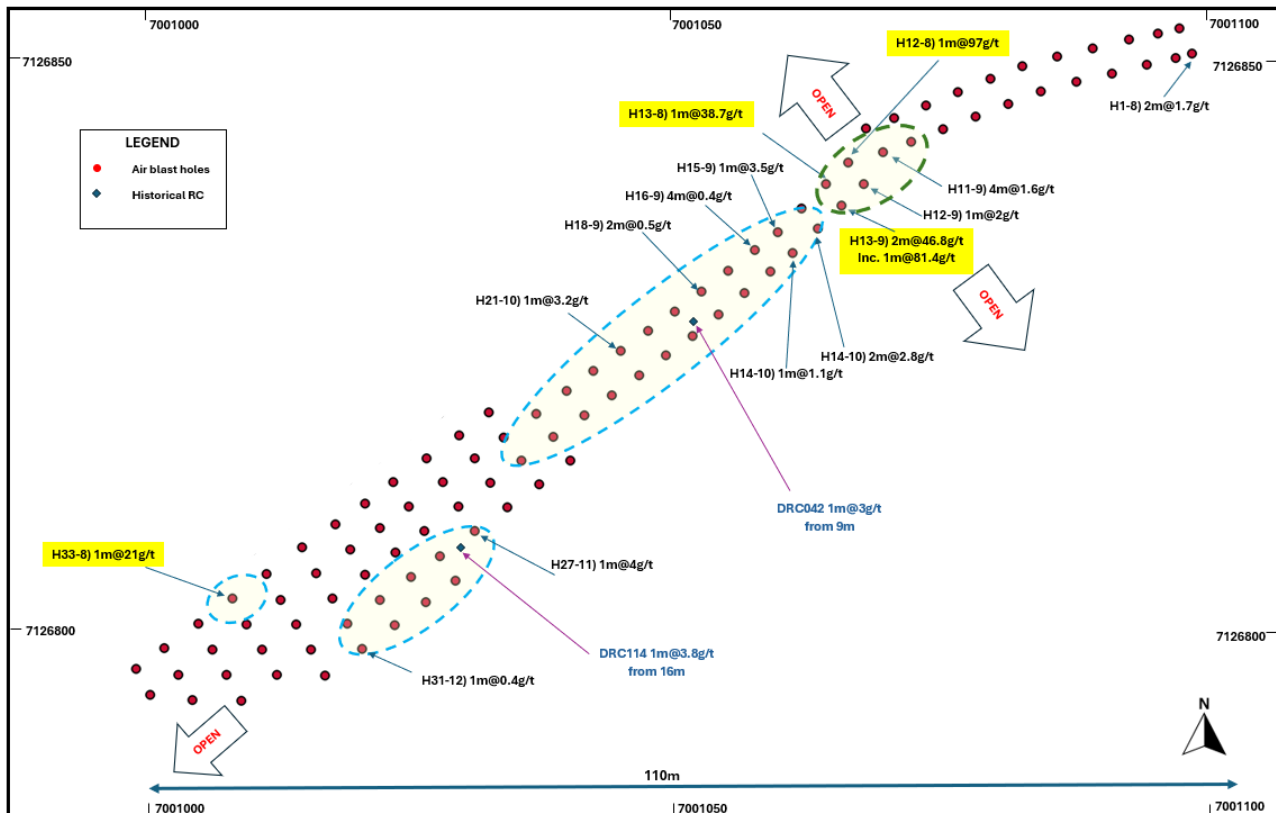 7001000
7001050
7001100
7126850
7126850
H12-8) 1m@97g/t
OPEN
H1-8) 2m@1.7g/t
H13-8) 1m@38.7g/t
LEGEND
Air blast holes
Historical RC
H15-9) 1m@3.5g/t
H11-9) 4m@1.6g/t
H16-9) 4m@0.4g/t
H12-9) 1m@2g/t
H18-9) 2m@0.5g/t
H13-9) 2m@46.8g/t
Inc. 1m@81.4g/t
OPEN
H21-10) 1m@3.2g/t
H14-10) 2m@2.8g/t
H14-10) 1m@1.1g/t
DRC042 1m@3g/t
from 9m
H33-8) 1m@21g/t
H27-11) 1m@4g/t
7126800
7126800
DRC114 1m@3.8g/t
from 16m
H31-12) 1m@0.4g/t
OPEN
N
110m
7001000
7001050
7001100